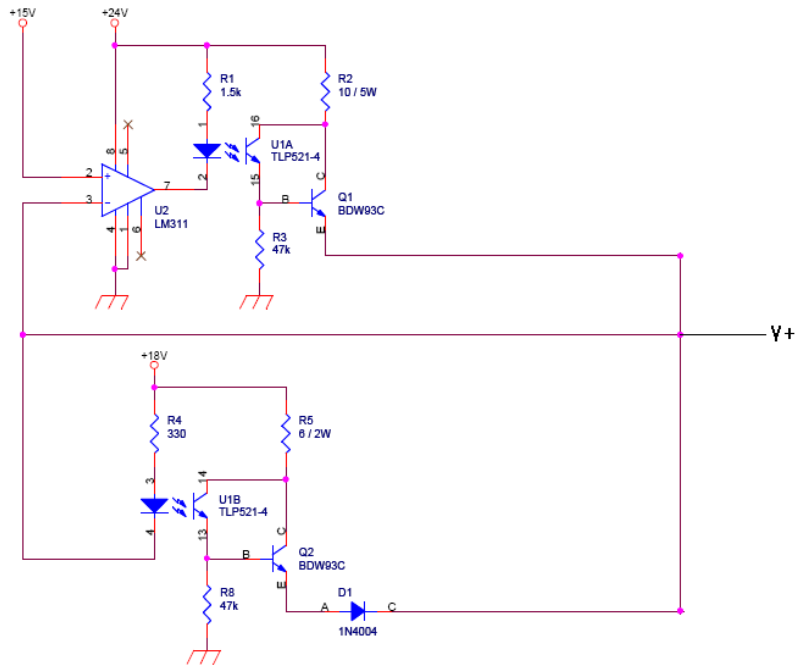 +15V
+24V
R1
1.5k
R2
10 / 5W
1
2
16
15
U1A
TLP521-4
8
5
2
+
3
-
7
U2
LM311
4
1
6
B
C
E
Q1
BDW93C
R3
47k
V+
+18V
R4
330
R5
6 / 2W
3
4
14
13
U1B
TLP521-4
B
C
E
Q2
BDW93C
R8
47k
D1
A
C
1N4004